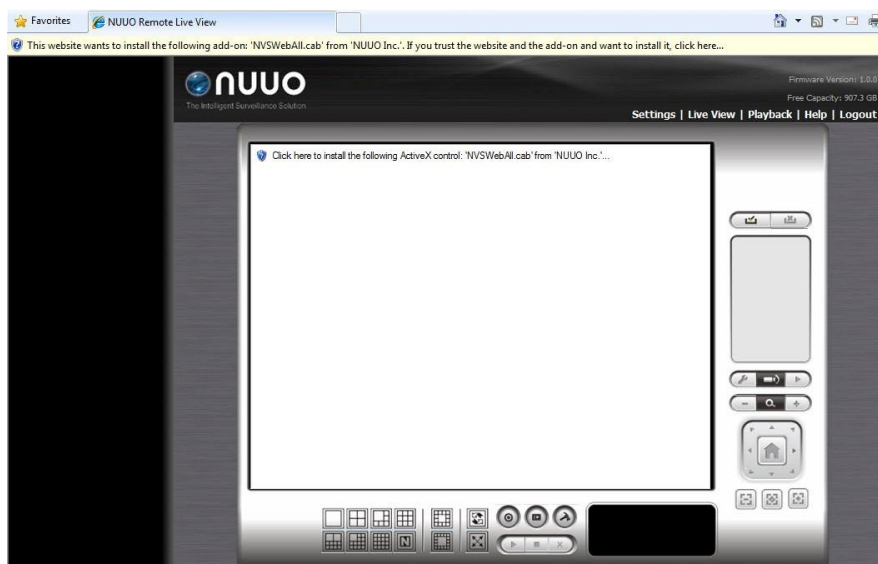 Favorites
NUUO Remote Live View
This website wants to install the following add-on: 'NVSWebAll.cab' from 'NUUO Inc.'. If you trust the website and the add-on and want to install it, click here...
nuuo
The Intelligent Surveillance Solution
Firmware Version: 1.0.0
Free Capacity: 907.3 GB
Settings | Live View | Playback | Help | Logout
Click here to install the following ActiveX control: 'NVSWebAll.cab' from 'NUUO Inc.'...
N